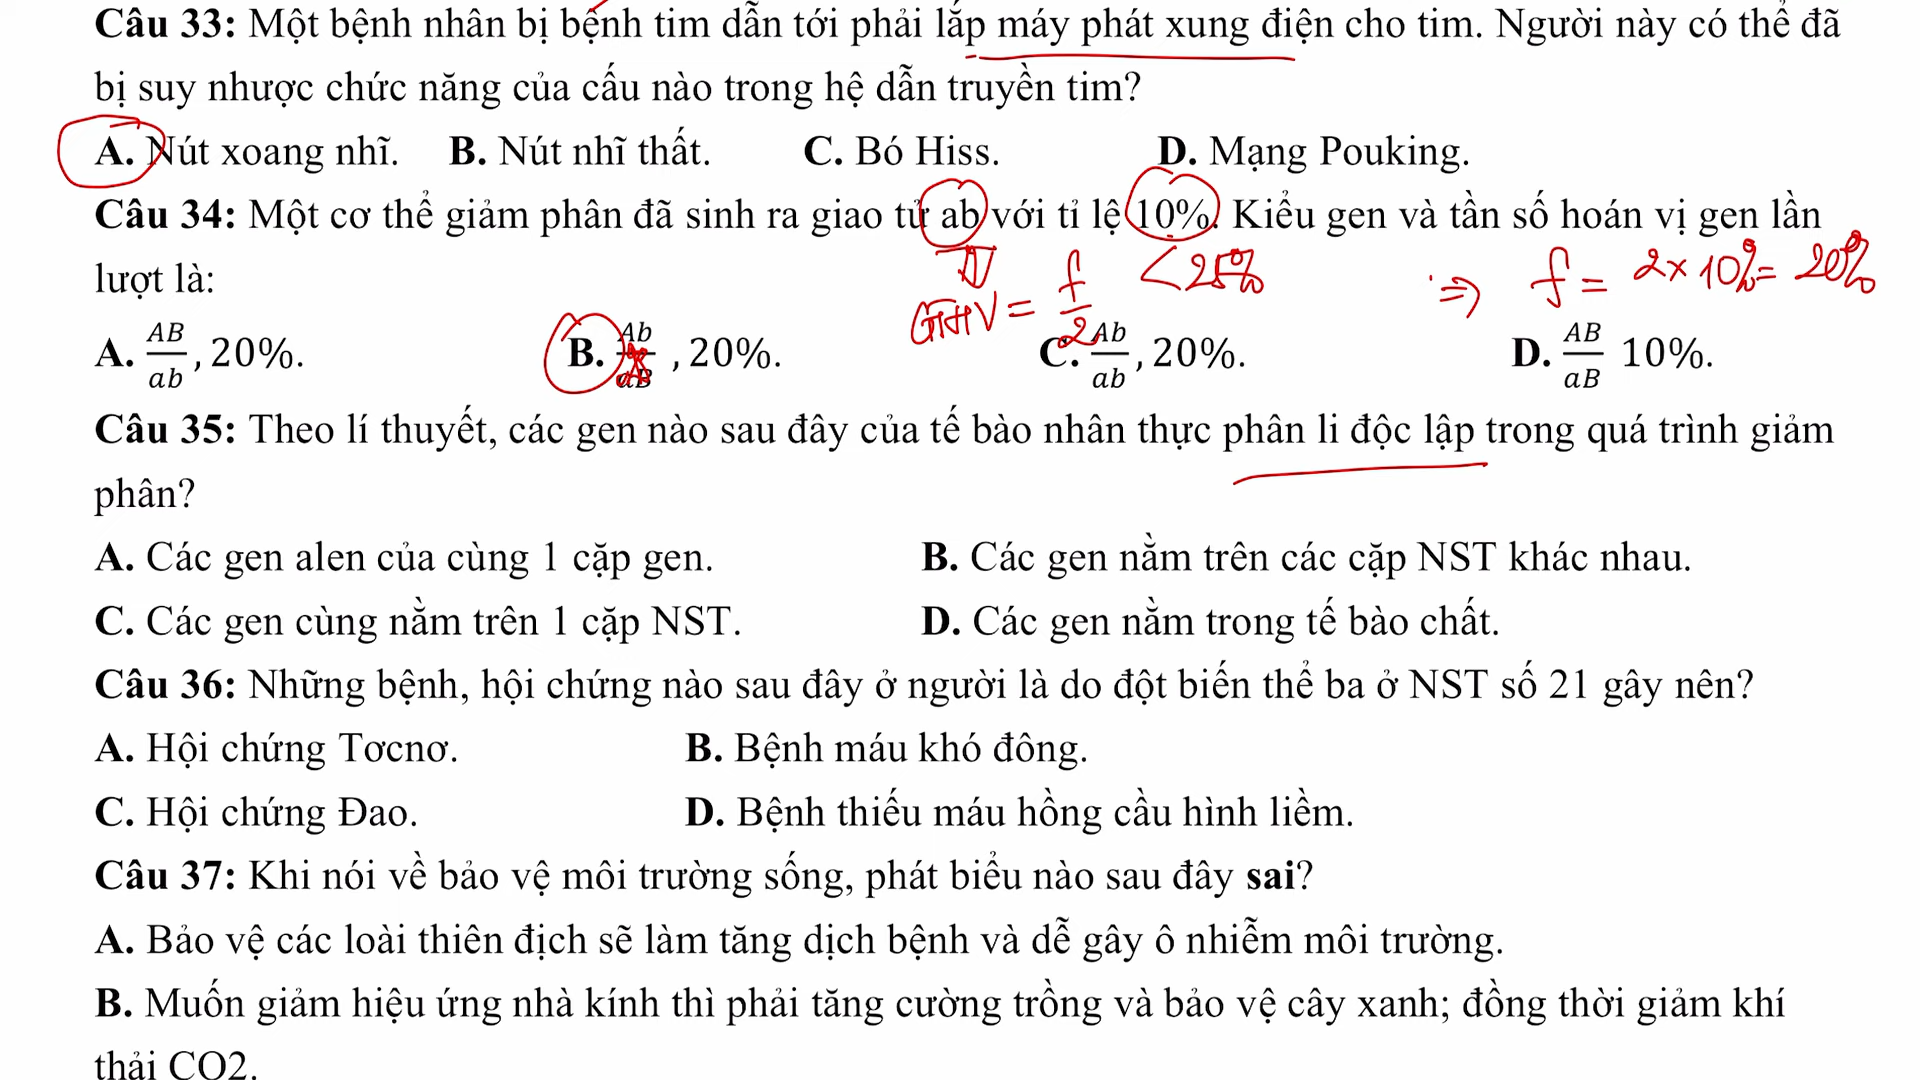 Câu 33: Một bệnh nhân bị bệnh tim dẫn tới phải lắp máy phát xung điện cho tim. Người này có thể đã
bị suy nhược chức năng của cấu nào trong hệ dẫn truyền tim?
A. Nút xoang nhĩ. B. Nút nhĩ thất. C. Bó Hiss. D. Mạng Pouking.
Câu 34: Một cơ thể giảm phân đã sinh ra giao tử ab với tỉ lệ 10%. Kiểu gen và tần số hoán vị gen lần
lượt là:
GTHV = f/2 < 25% => f = 2 x 10% = 20%
A. AB/ab, 20%. B. Ab/aB, 20%. C. Ab/ab, 20%. D. AB/aB 10%.
Câu 35: Theo lí thuyết, các gen nào sau đây của tế bào nhân thực phân li độc lập trong quá trình giảm
phân?
A. Các gen alen của cùng 1 cặp gen. B. Các gen nằm trên các cặp NST khác nhau.
C. Các gen cùng nằm trên 1 cặp NST. D. Các gen nằm trong tế bào chất.
Câu 36: Những bệnh, hội chứng nào sau đây ở người là do đột biến thể ba ở NST số 21 gây nên?
A. Hội chứng Tơcnơ. B. Bệnh máu khó đông.
C. Hội chứng Đao. D. Bệnh thiếu máu hồng cầu hình liềm.
Câu 37: Khi nói về bảo vệ môi trường sống, phát biểu nào sau đây sai?
A. Bảo vệ các loài thiên địch sẽ làm tăng dịch bệnh và dễ gây ô nhiễm môi trường.
B. Muốn giảm hiệu ứng nhà kính thì phải tăng cường trồng và bảo vệ cây xanh; đồng thời giảm khí
thải CO2.